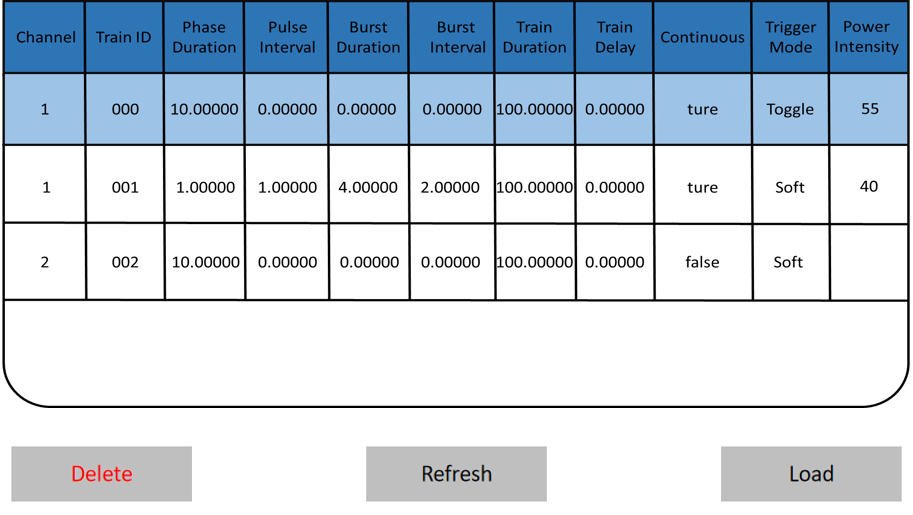 Channel Train ID Phase Duration Pulse Interval Burst Duration Burst Interval Train Duration Train Delay Continuous Trigger Mode Power Intensity
1 000 10.00000 0.00000 0.00000 0.00000 100.00000 0.00000 ture Toggle 55
1 001 1.00000 1.00000 4.00000 2.00000 100.00000 0.00000 ture Soft 40
2 002 10.00000 0.00000 0.00000 0.00000 100.00000 0.00000 false Soft
Delete Refresh Load